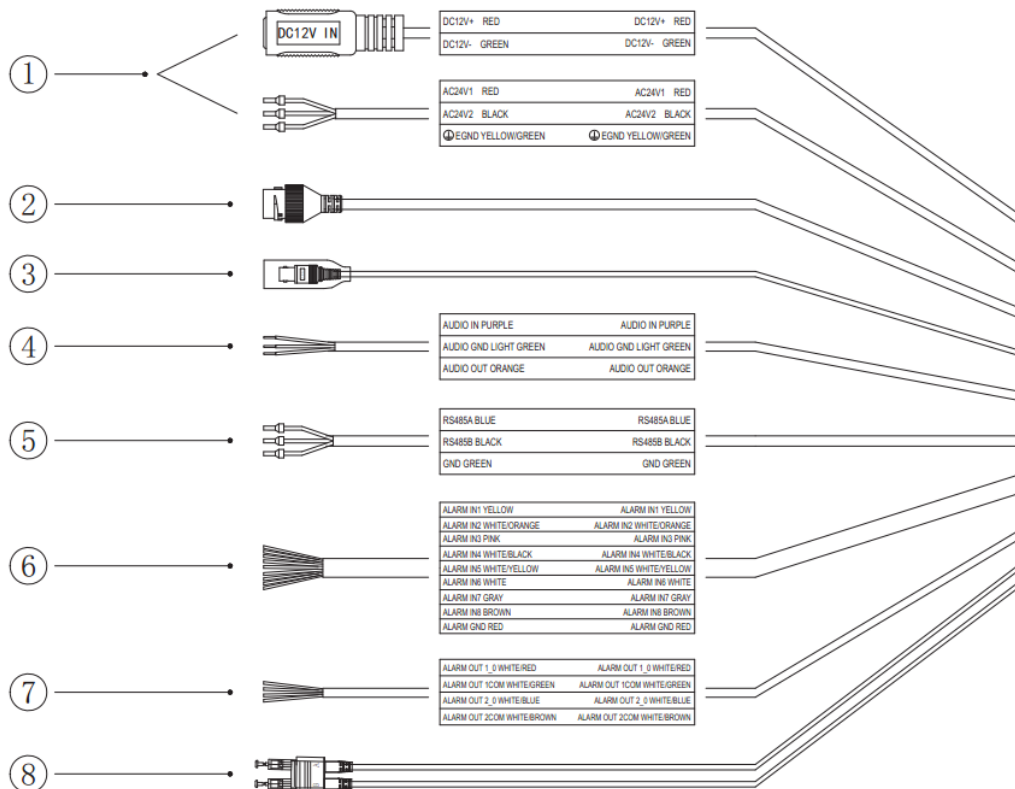 ①
DC12V IN
DC12V+ RED DC12V+ RED
DC12V- GREEN DC12V- GREEN
AC24V1 RED AC24V1 RED
AC24V2 BLACK AC24V2 BLACK
⏚ EGND YELLOW/GREEN ⏚ EGND YELLOW/GREEN
②
③
④
AUDIO IN PURPLE AUDIO IN PURPLE
AUDIO GND LIGHT GREEN AUDIO GND LIGHT GREEN
AUDIO OUT ORANGE AUDIO OUT ORANGE
⑤
RS485A BLUE RS485A BLUE
RS485B BLACK RS485B BLACK
GND GREEN GND GREEN
⑥
ALARM IN1 YELLOW ALARM IN1 YELLOW
ALARM IN2 WHITE/ORANGE ALARM IN2 WHITE/ORANGE
ALARM IN3 PINK ALARM IN3 PINK
ALARM IN4 WHITE/BLACK ALARM IN4 WHITE/BLACK
ALARM IN5 WHITE/YELLOW ALARM IN5 WHITE/YELLOW
ALARM IN6 WHITE ALARM IN6 WHITE
ALARM IN7 GRAY ALARM IN7 GRAY
ALARM IN8 BROWN ALARM IN8 BROWN
ALARM GND RED ALARM GND RED
⑦
ALARM OUT 1_0 WHITE/RED ALARM OUT 1_0 WHITE/RED
ALARM OUT 1COM WHITE/GREEN ALARM OUT 1COM WHITE/GREEN
ALARM OUT 2_0 WHITE/BLUE ALARM OUT 2_0 WHITE/BLUE
ALARM OUT 2COM WHITE/BROWN ALARM OUT 2COM WHITE/BROWN
⑧